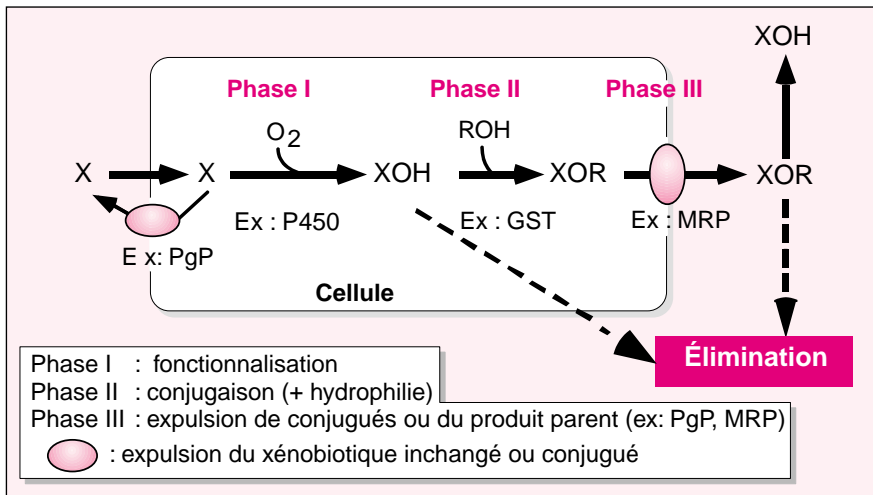 XOH
Phase I Phase II Phase III
O2 ROH
X X XOH XOR XOR
Ex : P450 Ex : GST Ex : MRP
E x: PgP
Cellule
Élimination
Phase I : fonctionnalisation
Phase II : conjugaison (+ hydrophilie)
Phase III : expulsion de conjugués ou du produit parent (ex: PgP, MRP)
: expulsion du xénobiotique inchangé ou conjugué